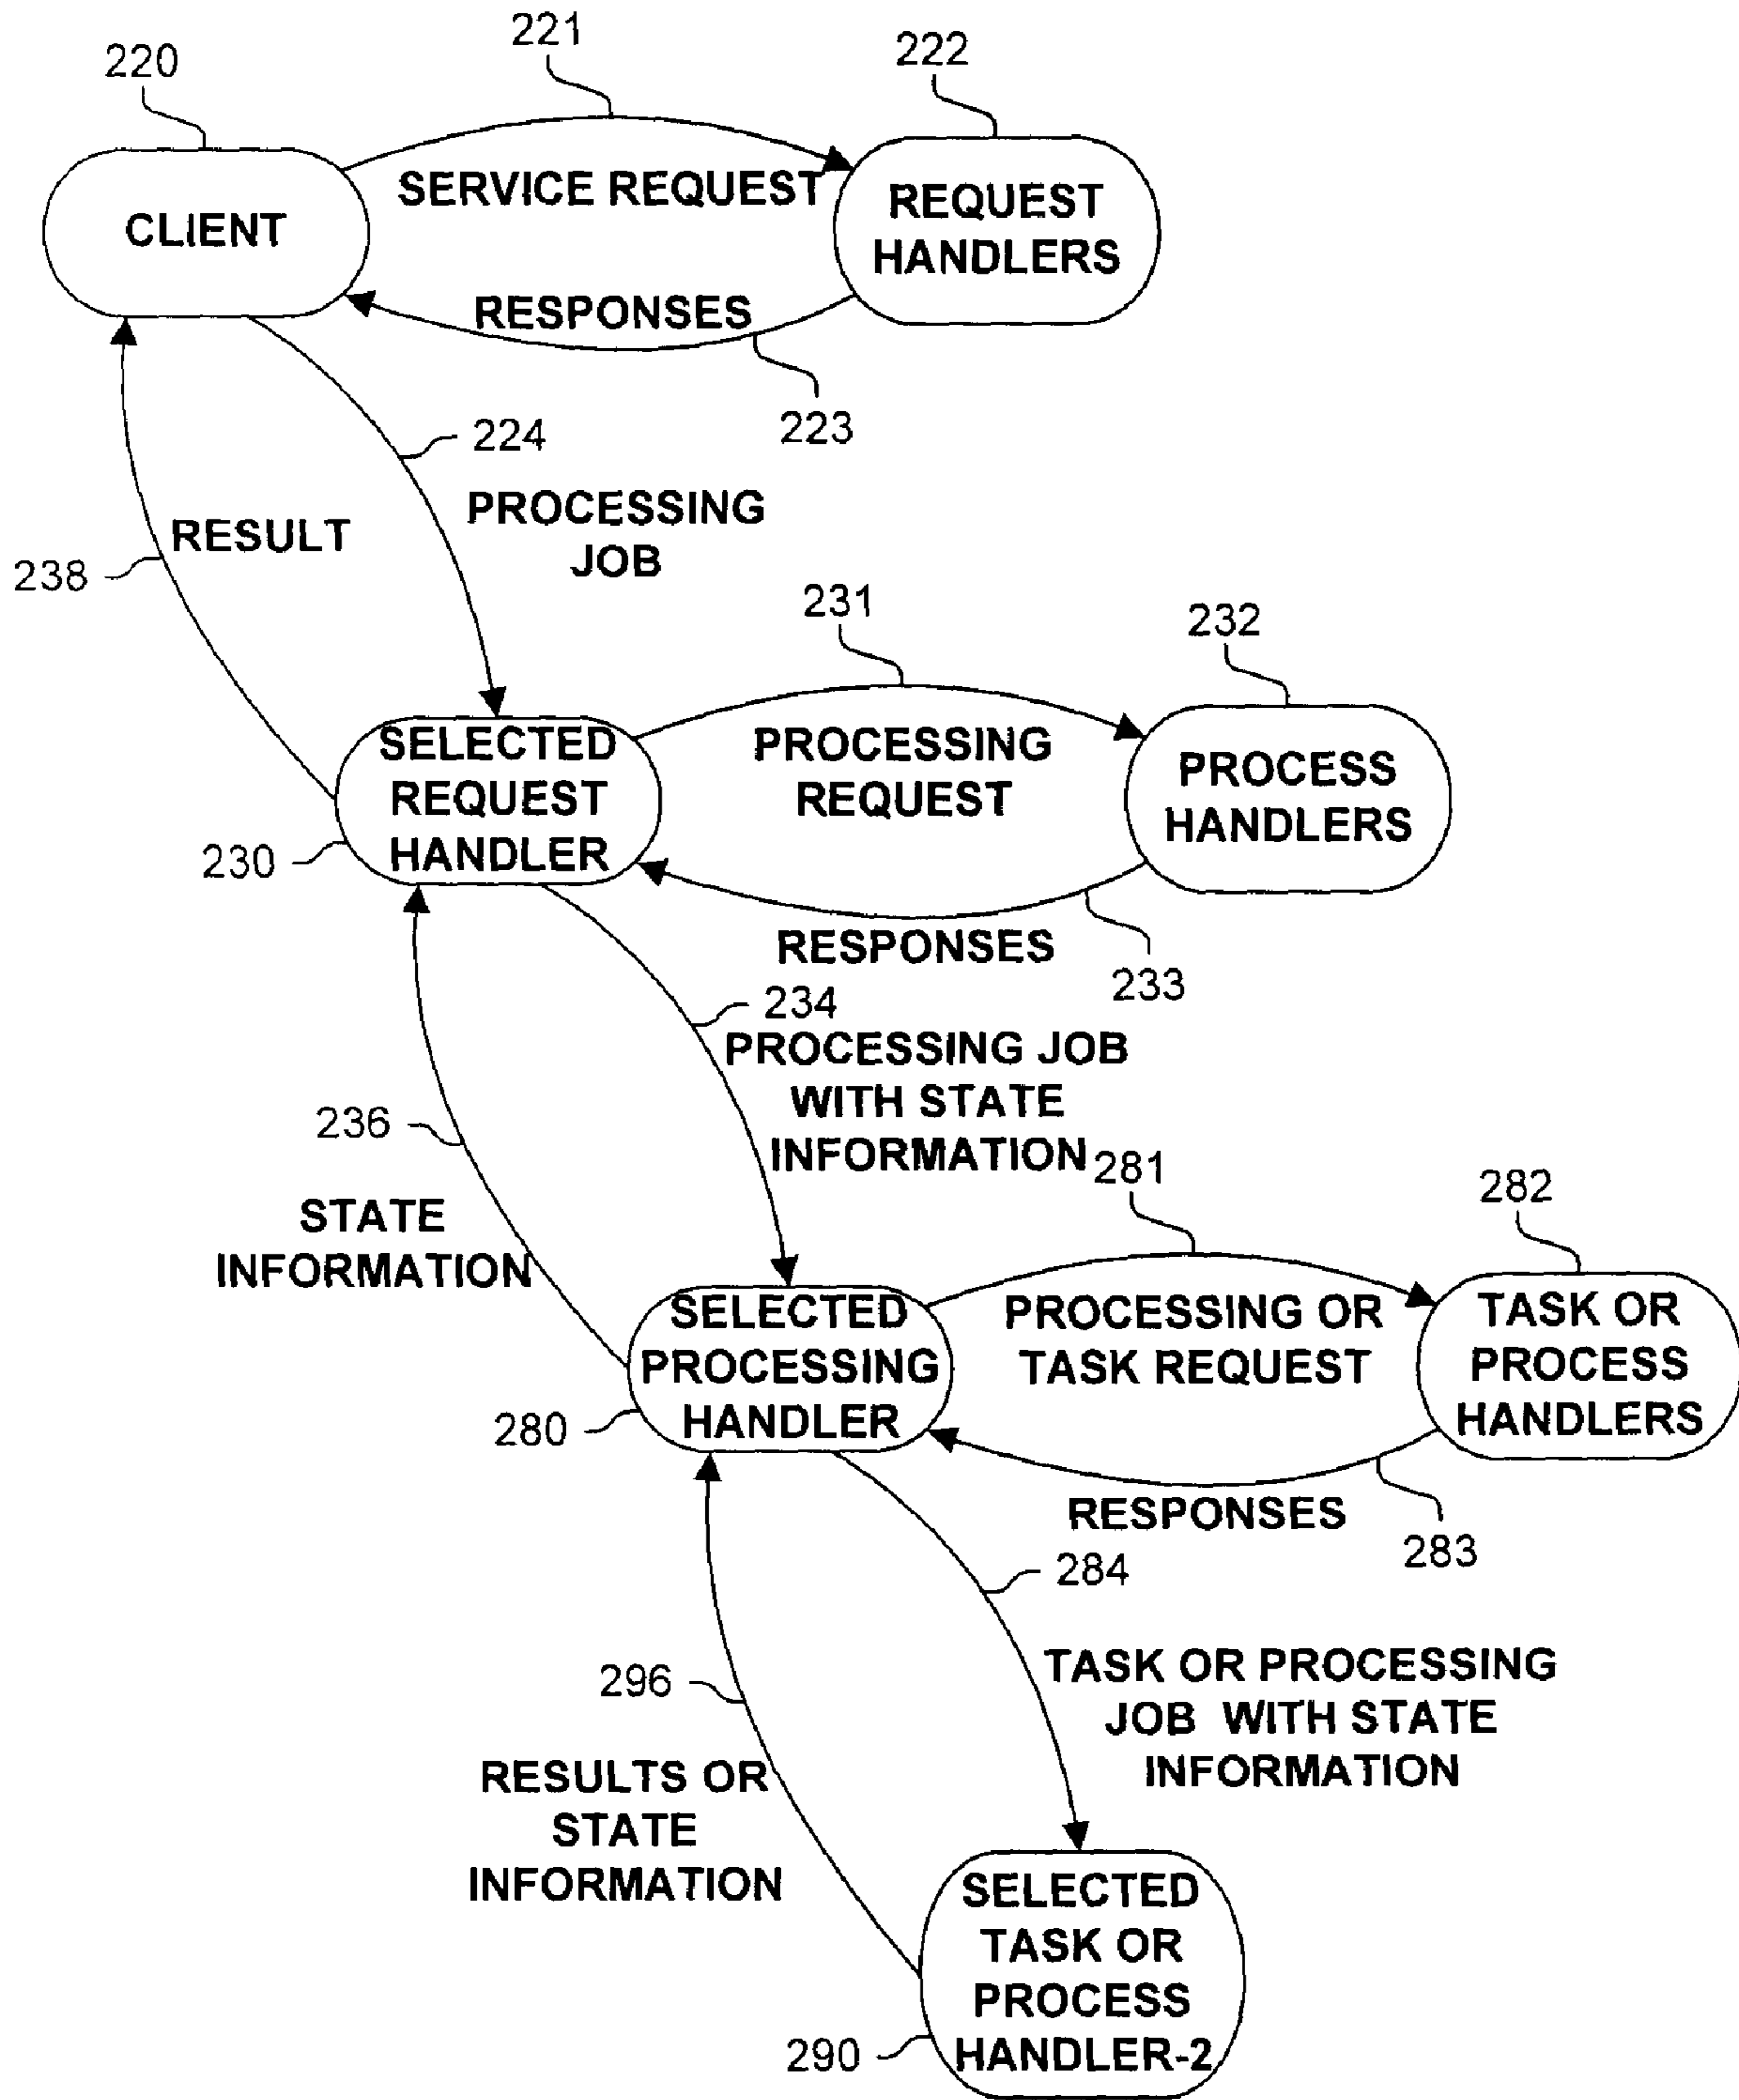 221
222
220
SERVICE REQUEST
REQUEST
HANDLERS
CLIENT
RESPONSES
223
224
PROCESSING
JOB
RESULT
238
231
232
SELECTED
REQUEST
HANDLER
PROCESSING
REQUEST
PROCESS
HANDLERS
230
RESPONSES
233
234
PROCESSING JOB
WITH STATE
INFORMATION
236
281
282
STATE
INFORMATION
SELECTED
PROCESSING
HANDLER
PROCESSING OR
TASK REQUEST
TASK OR
PROCESS
HANDLERS
280
RESPONSES
283
284
TASK OR PROCESSING
JOB WITH STATE
INFORMATION
296
RESULTS OR
STATE
INFORMATION
SELECTED
TASK OR
PROCESS
HANDLER-2
290